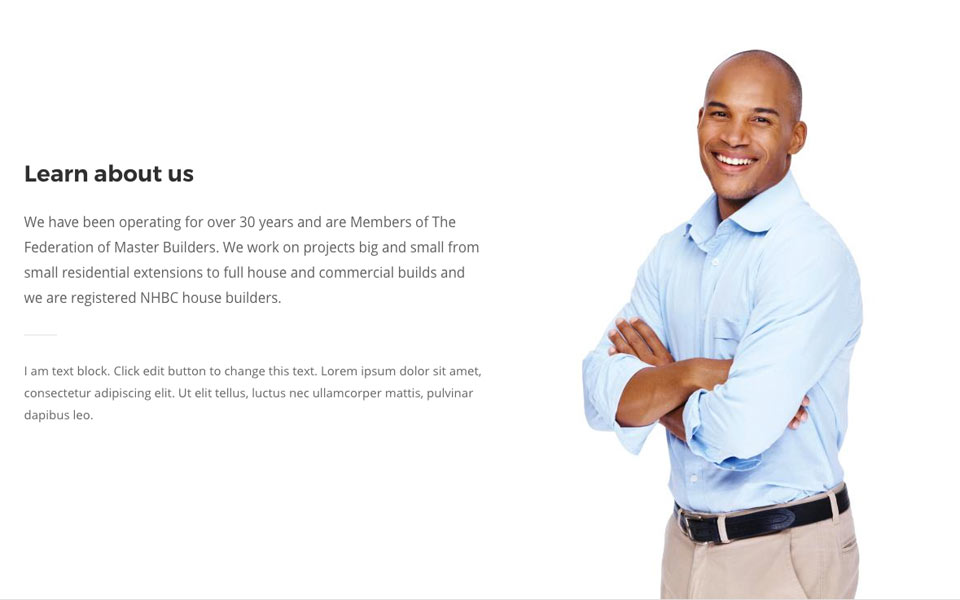 Learn about us
We have been operating for over 30 years and are Members of The
Federation of Master Builders. We work on projects big and small from
small residential extensions to full house and commercial builds and
we are registered NHBC house builders.
I am text block. Click edit button to change this text. Lorem ipsum dolor sit amet,
consectetur adipiscing elit. Ut elit tellus, luctus nec ullamcorper mattis, pulvinar
dapibus leo.